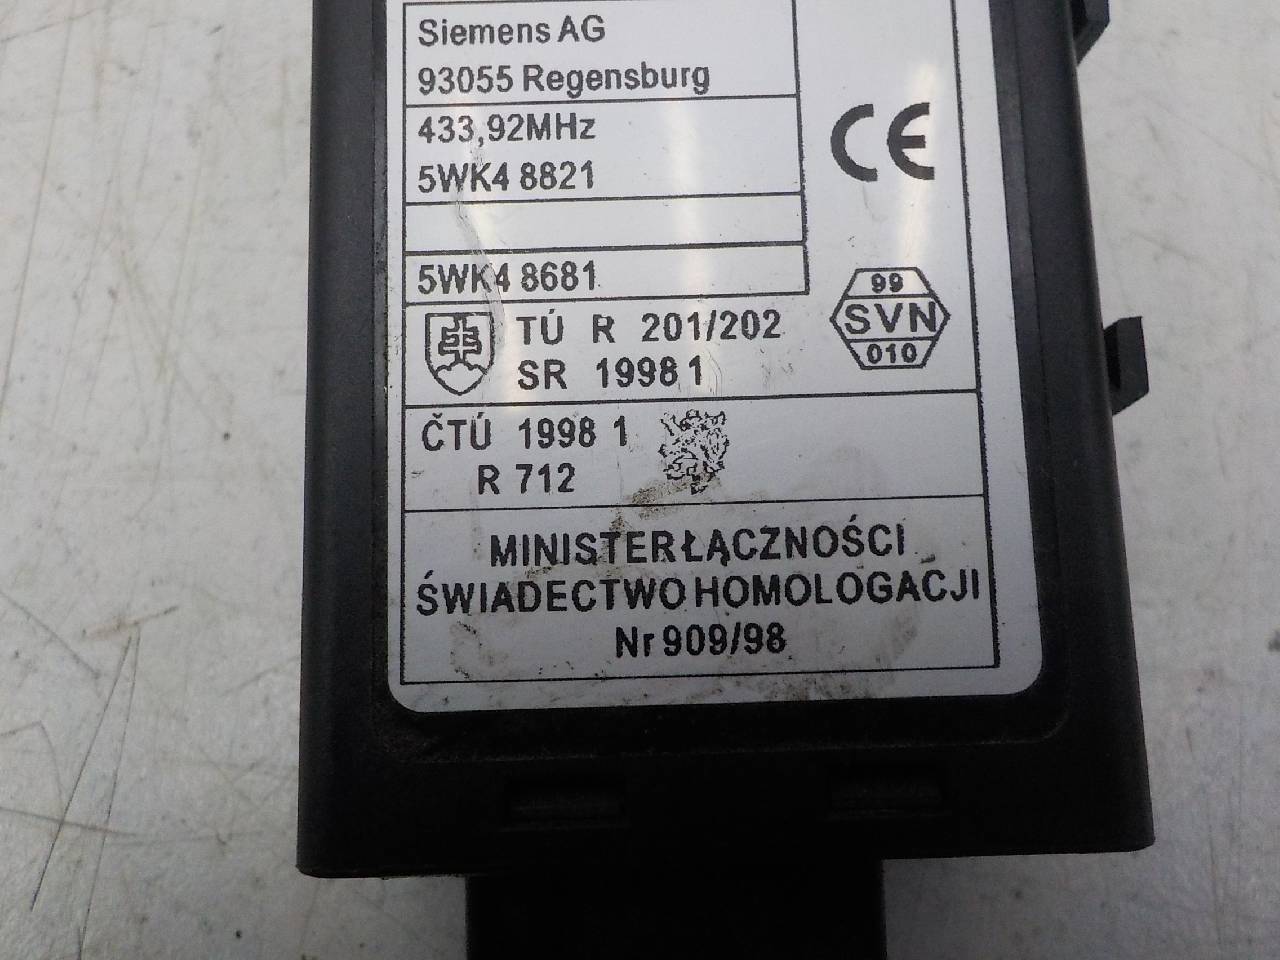 Siemens AG
93055 Regensburg
433,92MHz
5WK4 8821
5WK4 8681
TÚ R 201/202
SR 1998 1
ČTÚ 1998 1
R 712
MINISTER ŁĄCZNOŚCI
ŚWIADECTWO HOMOLOGACJI
Nr 909/98
CE
99
SVN
010